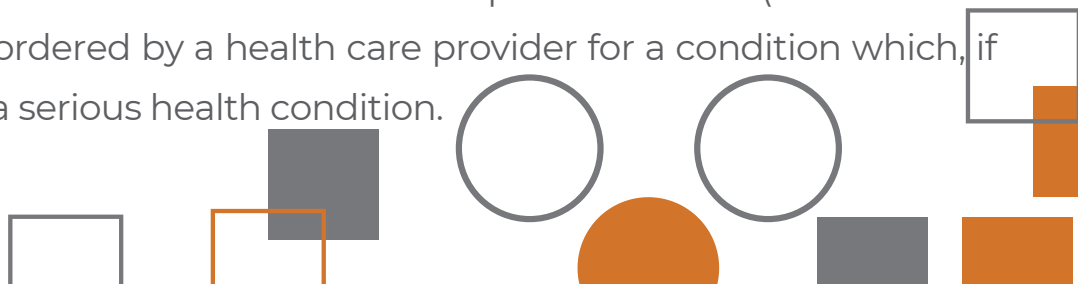 ordered by a health care provider for a condition which, if
a serious health condition.